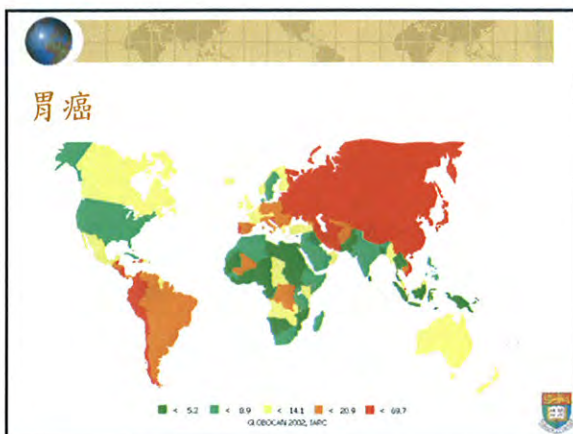 胃癌
< 5.2 < 8.9 < 14.1 < 20.9 < 69.7
GLOBOCAN 2002, IARC